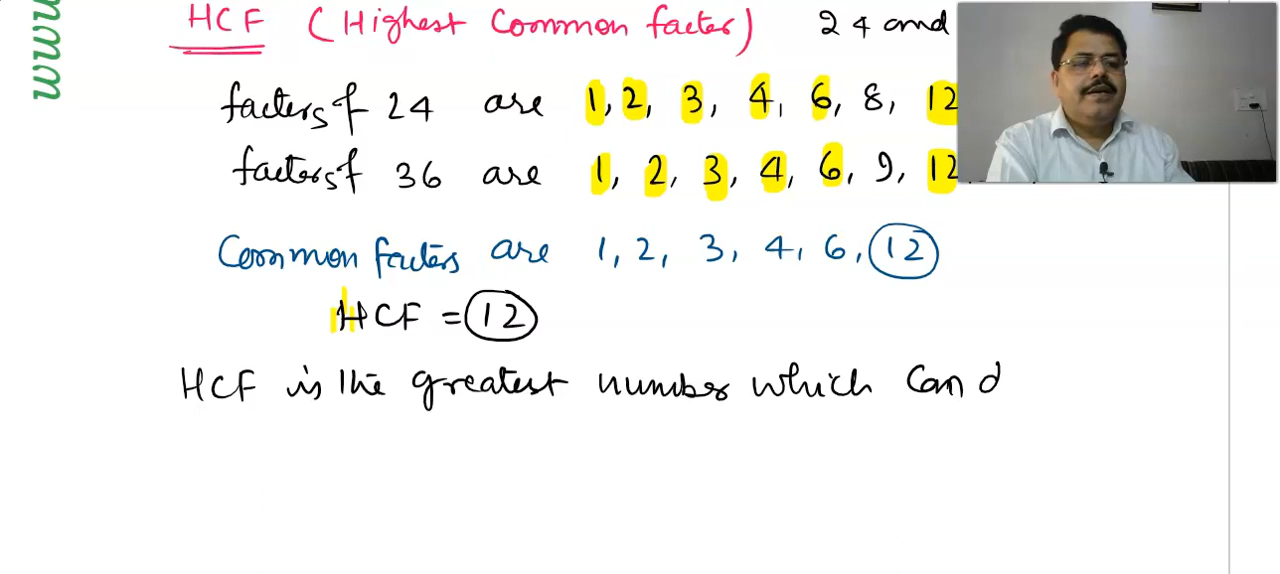 www
HCF (Highest Common factor) 24 and
factors of 24 are 1, 2, 3, 4, 6, 8, 12
factors of 36 are 1, 2, 3, 4, 6, 9, 12
Common factors are 1, 2, 3, 4, 6, 12
HCF = 12
HCF is the greatest number which can d